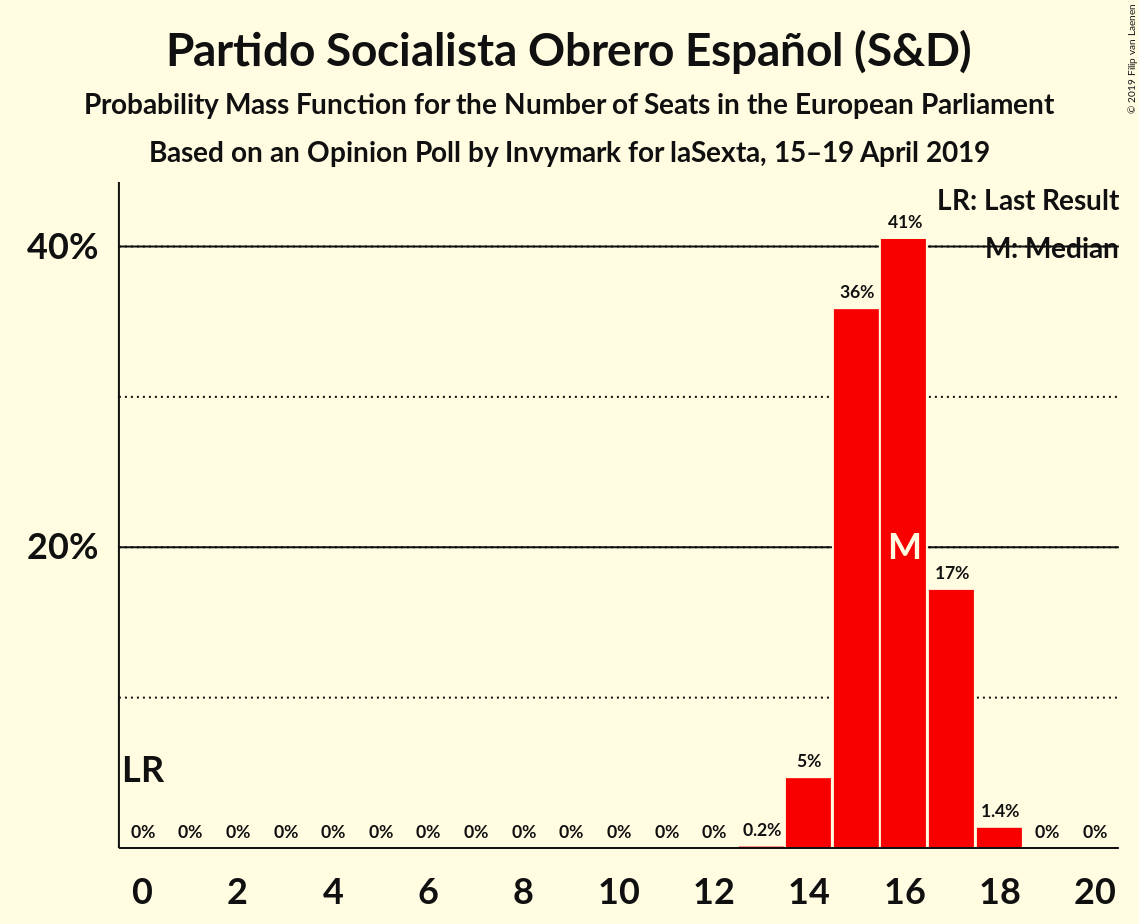 Partido Socialista Obrero Español (S&D)
Probability Mass Function for the Number of Seats in the European Parliament
Based on an Opinion Poll by Invymark for laSexta, 15–19 April 2019
© 2019 Filip van Laenen
LR: Last Result
M: Median
40%
20%
41%
36%
M
17%
LR
5%
1.4%
0% 0% 0% 0% 0% 0% 0% 0% 0% 0% 0% 0% 0% 0.2% 0% 0%
0 2 4 6 8 10 12 14 16 18 20